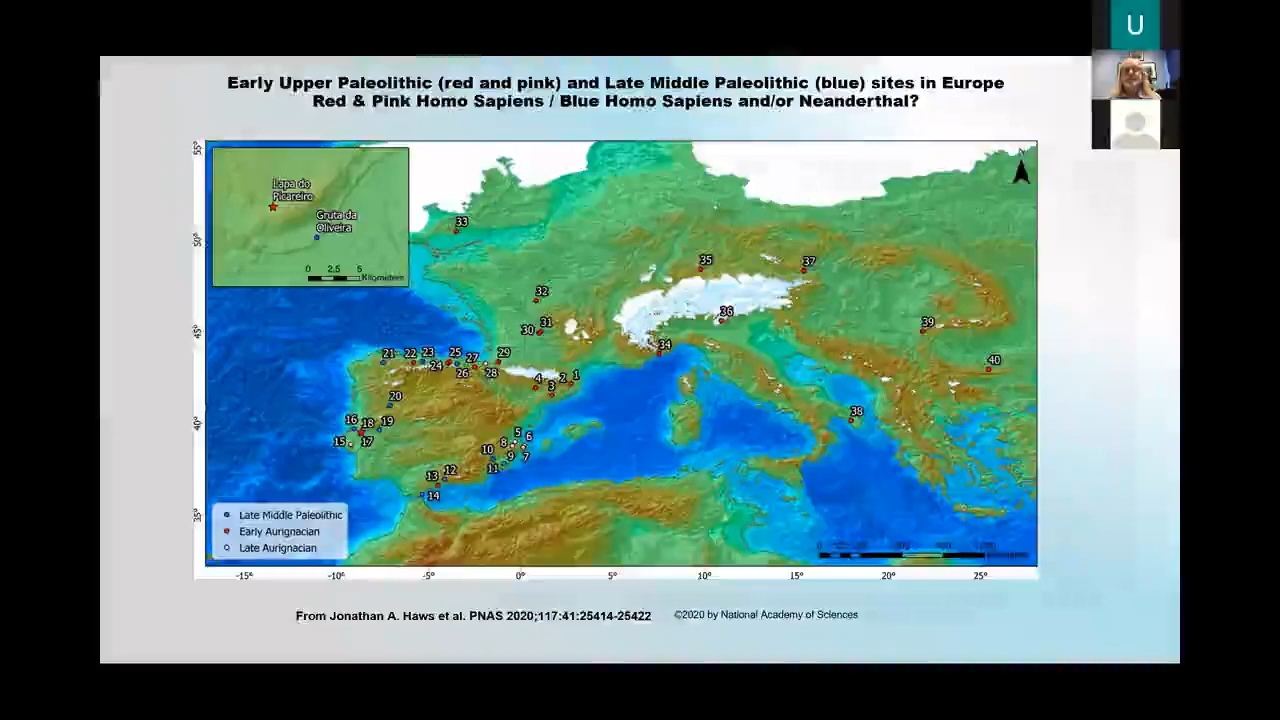 U
Early Upper Paleolithic (red and pink) and Late Middle Paleolithic (blue) sites in Europe
Red & Pink Homo Sapiens / Blue Homo Sapiens and/or Neanderthal?
55°
50°
45°
40°
35°
N
Lapa do
Picareiro
Gruta da
Oliveira
0 2.5 5
Kilometers
33
35
37
32
36
31
30
39
34
40
21 22 23 25 27 29
24 26 28
4 2 1
3
20
38
16 18 19
15 17
5 6
8
10 9 7
11
13 12
14
Late Middle Paleolithic
Early Aurignacian
Late Aurignacian
-15° -10° -5° 0° 5° 10° 15° 20° 25°
From Jonathan A. Haws et al. PNAS 2020;117:41:25414-25422 ©2020 by National Academy of Sciences